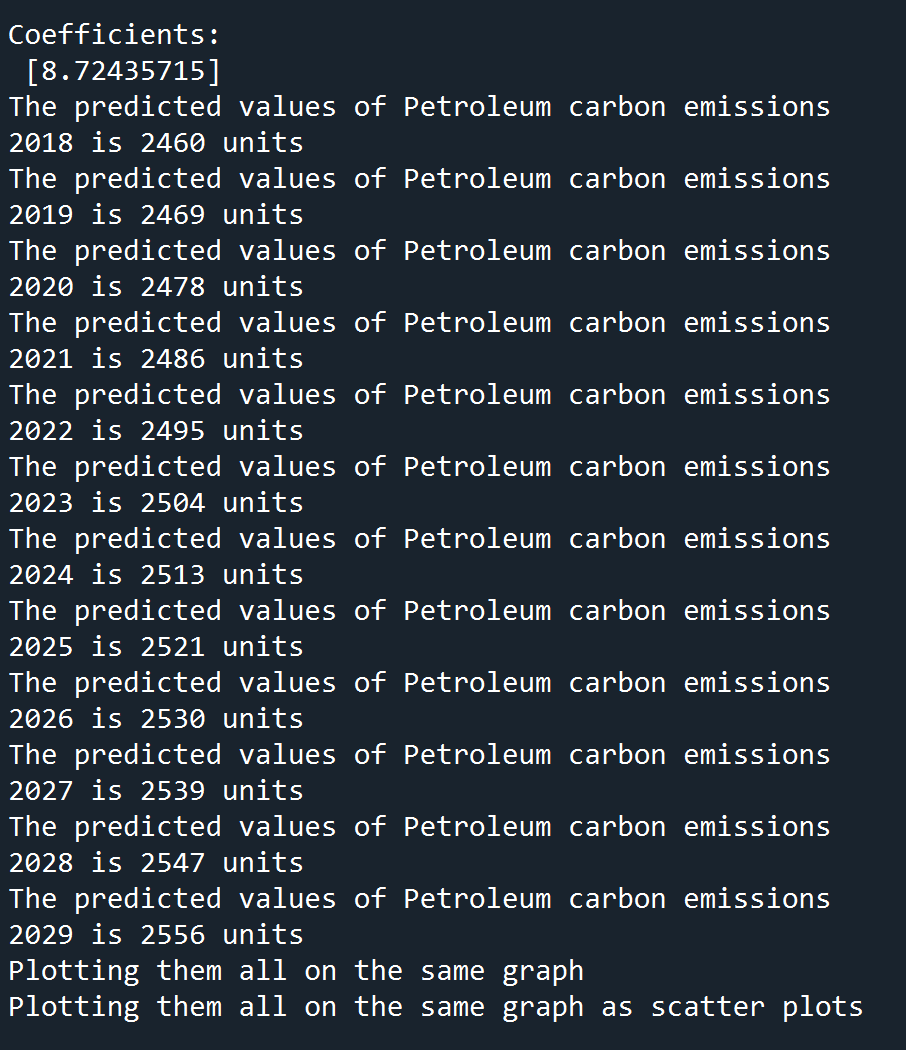 Coefficients:
[8.72435715]
The predicted values of Petroleum carbon emissions
2018 is 2460 units
The predicted values of Petroleum carbon emissions
2019 is 2469 units
The predicted values of Petroleum carbon emissions
2020 is 2478 units
The predicted values of Petroleum carbon emissions
2021 is 2486 units
The predicted values of Petroleum carbon emissions
2022 is 2495 units
The predicted values of Petroleum carbon emissions
2023 is 2504 units
The predicted values of Petroleum carbon emissions
2024 is 2513 units
The predicted values of Petroleum carbon emissions
2025 is 2521 units
The predicted values of Petroleum carbon emissions
2026 is 2530 units
The predicted values of Petroleum carbon emissions
2027 is 2539 units
The predicted values of Petroleum carbon emissions
2028 is 2547 units
The predicted values of Petroleum carbon emissions
2029 is 2556 units
Plotting them all on the same graph
Plotting them all on the same graph as scatter plots